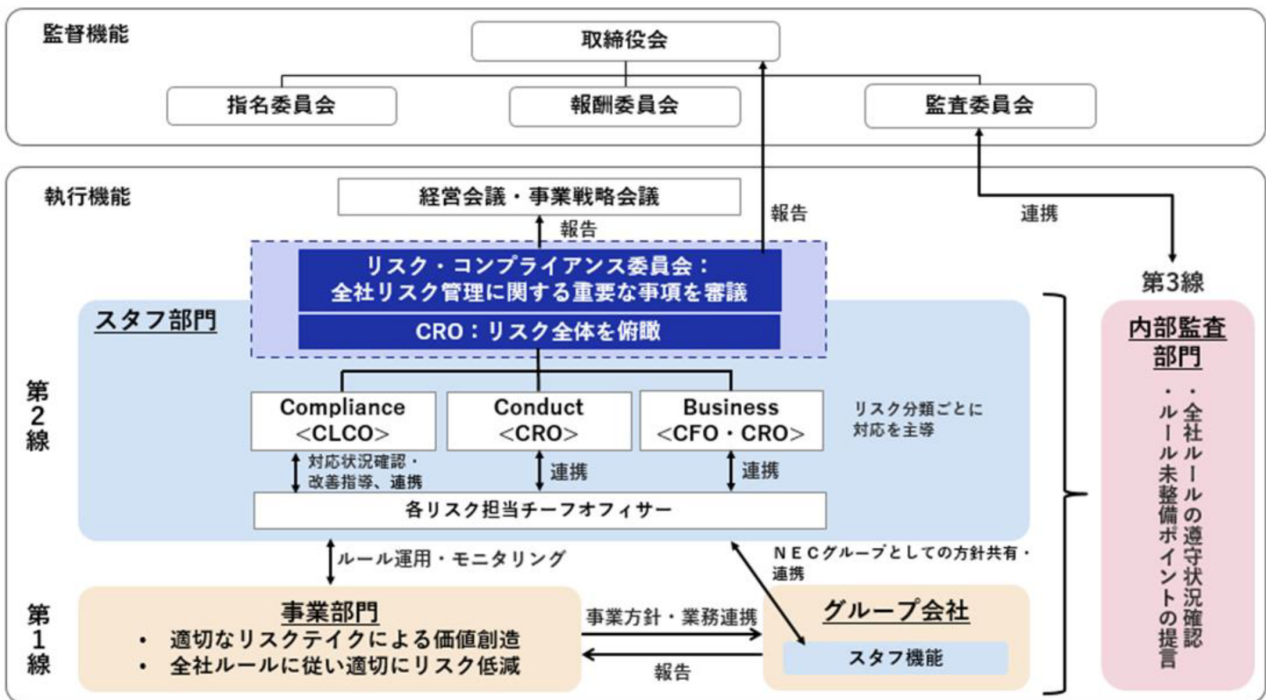 監督機能
取締役会
指名委員会
報酬委員会
監査委員会
執行機能
経営会議・事業戦略会議
報告
報告
連携
リスク・コンプライアンス委員会：
全社リスク管理に関する重要な事項を審議
CRO：リスク全体を俯瞰
第2線
スタフ部門
Compliance
<CLCO>
Conduct
<CRO>
Business
<CFO・CRO>
リスク分類ごとに
対応を主導
対応状況確認・
改善指導、連携
連携
連携
各リスク担当チーフオフィサー
ルール運用・モニタリング
ＮＥＣグループとしての方針共有・
連携
第1線
事業部門
・ 適切なリスクテイクによる価値創造
・ 全社ルールに従い適切にリスク低減
事業方針・業務連携
報告
グループ会社
スタフ機能
第3線
内部監査
部門
・全社ルールの遵守状況確認
・ルール未整備ポイントの提言